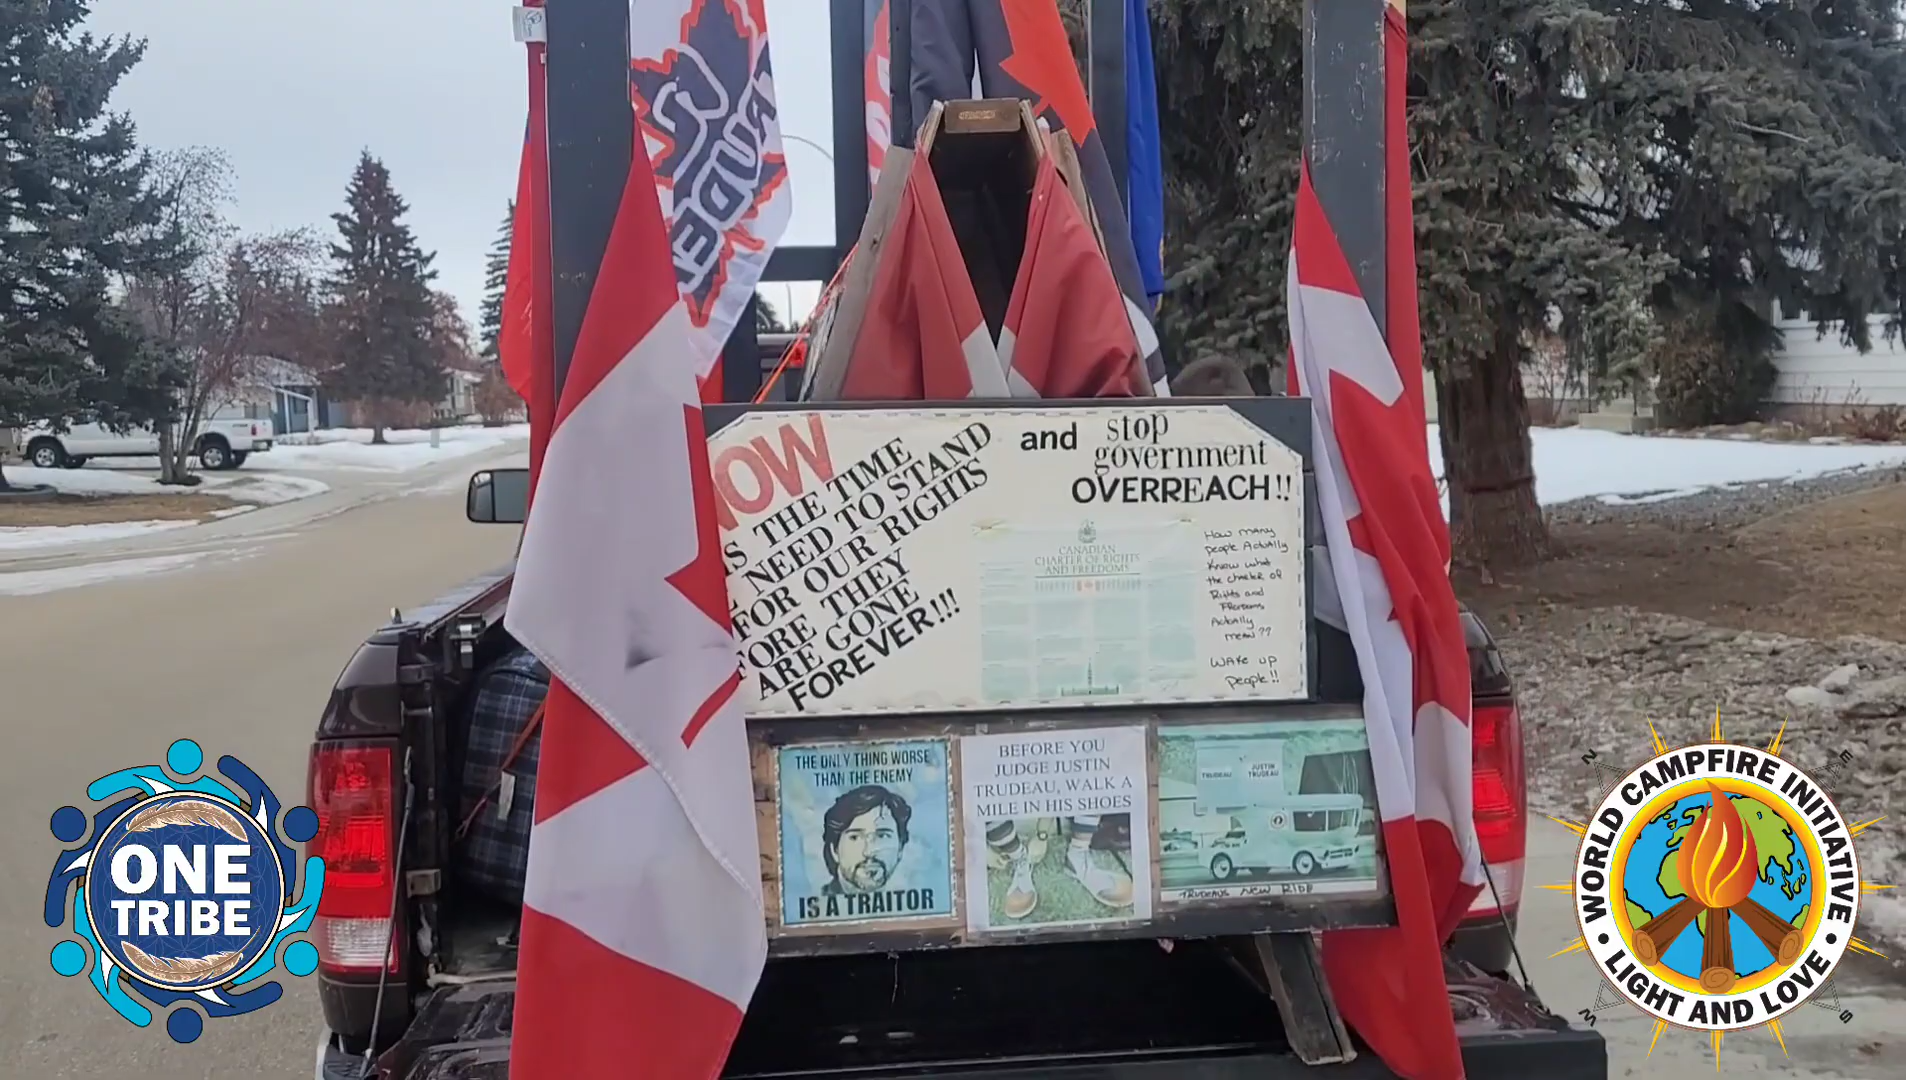 TRUDEAU
NOW
IS THE TIME
NEED TO STAND
FOR OUR RIGHTS
FORE THEY
ARE GONE
FOREVER!!!
and stop
government
OVERREACH!!
CANADIAN
CHARTER OF RIGHTS
AND FREEDOMS
How many
people Actually
Know what
the charter of
Rights and
Freedoms
Actually
mean??
WAKE UP
people!!
THE ONLY THING WORSE
THAN THE ENEMY
IS A TRAITOR
BEFORE YOU
JUDGE JUSTIN
TRUDEAU, WALK A
MILE IN HIS SHOES
TRUDEAU
JUSTIN
TRUDEAU
TRUDEAU'S NEW RIDE
ONE
TRIBE
WORLD CAMPFIRE INITIATIVE
• LIGHT AND LOVE •
N
E
W
S